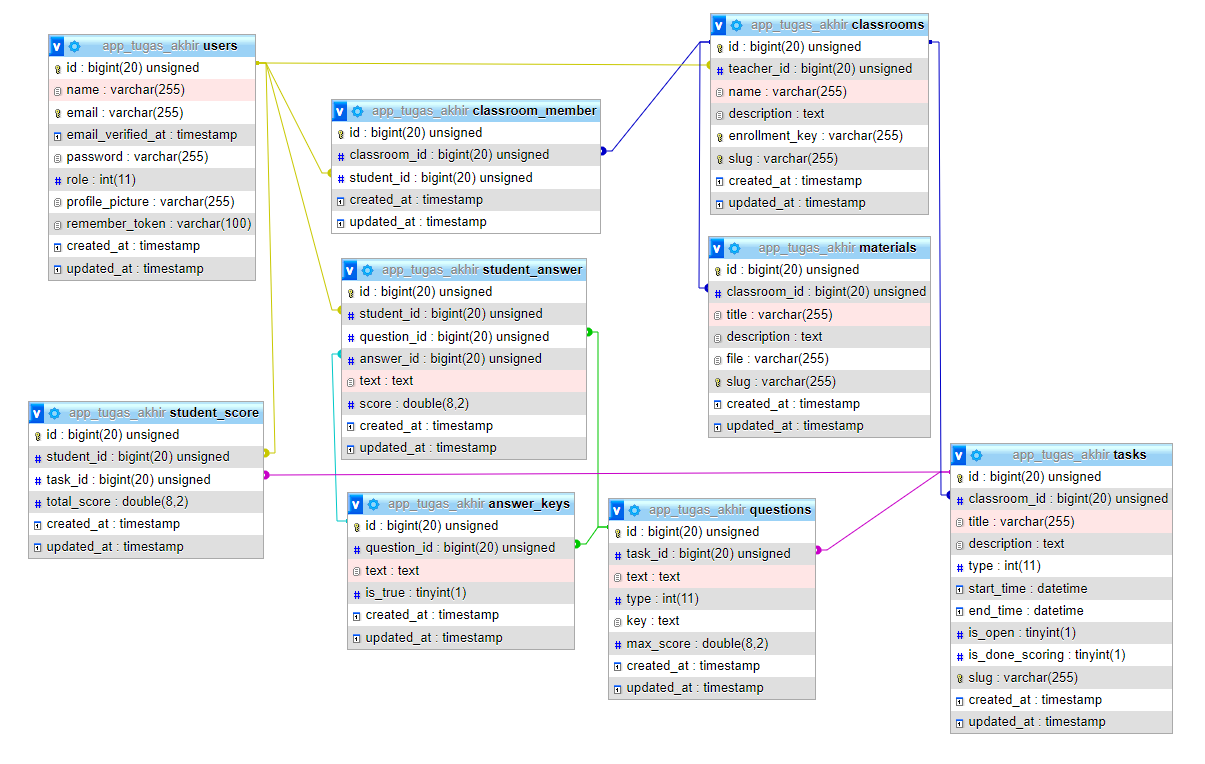 app_tugas_akhir users
id : bigint(20) unsigned
name : varchar(255)
email : varchar(255)
email_verified_at : timestamp
password : varchar(255)
role : int(11)
profile_picture : varchar(255)
remember_token : varchar(100)
created_at : timestamp
updated_at : timestamp
app_tugas_akhir classroom_member
id : bigint(20) unsigned
classroom_id : bigint(20) unsigned
student_id : bigint(20) unsigned
created_at : timestamp
updated_at : timestamp
app_tugas_akhir classrooms
id : bigint(20) unsigned
teacher_id : bigint(20) unsigned
name : varchar(255)
description : text
enrollment_key : varchar(255)
slug : varchar(255)
created_at : timestamp
updated_at : timestamp
app_tugas_akhir student_answer
id : bigint(20) unsigned
student_id : bigint(20) unsigned
question_id : bigint(20) unsigned
answer_id : bigint(20) unsigned
text : text
score : double(8,2)
created_at : timestamp
updated_at : timestamp
app_tugas_akhir materials
id : bigint(20) unsigned
classroom_id : bigint(20) unsigned
title : varchar(255)
description : text
file : varchar(255)
slug : varchar(255)
created_at : timestamp
updated_at : timestamp
app_tugas_akhir student_score
id : bigint(20) unsigned
student_id : bigint(20) unsigned
task_id : bigint(20) unsigned
total_score : double(8,2)
created_at : timestamp
updated_at : timestamp
app_tugas_akhir answer_keys
id : bigint(20) unsigned
question_id : bigint(20) unsigned
text : text
is_true : tinyint(1)
created_at : timestamp
updated_at : timestamp
app_tugas_akhir questions
id : bigint(20) unsigned
task_id : bigint(20) unsigned
text : text
type : int(11)
key : text
max_score : double(8,2)
created_at : timestamp
updated_at : timestamp
app_tugas_akhir tasks
id : bigint(20) unsigned
classroom_id : bigint(20) unsigned
title : varchar(255)
description : text
type : int(11)
start_time : datetime
end_time : datetime
is_open : tinyint(1)
is_done_scoring : tinyint(1)
slug : varchar(255)
created_at : timestamp
updated_at : timestamp